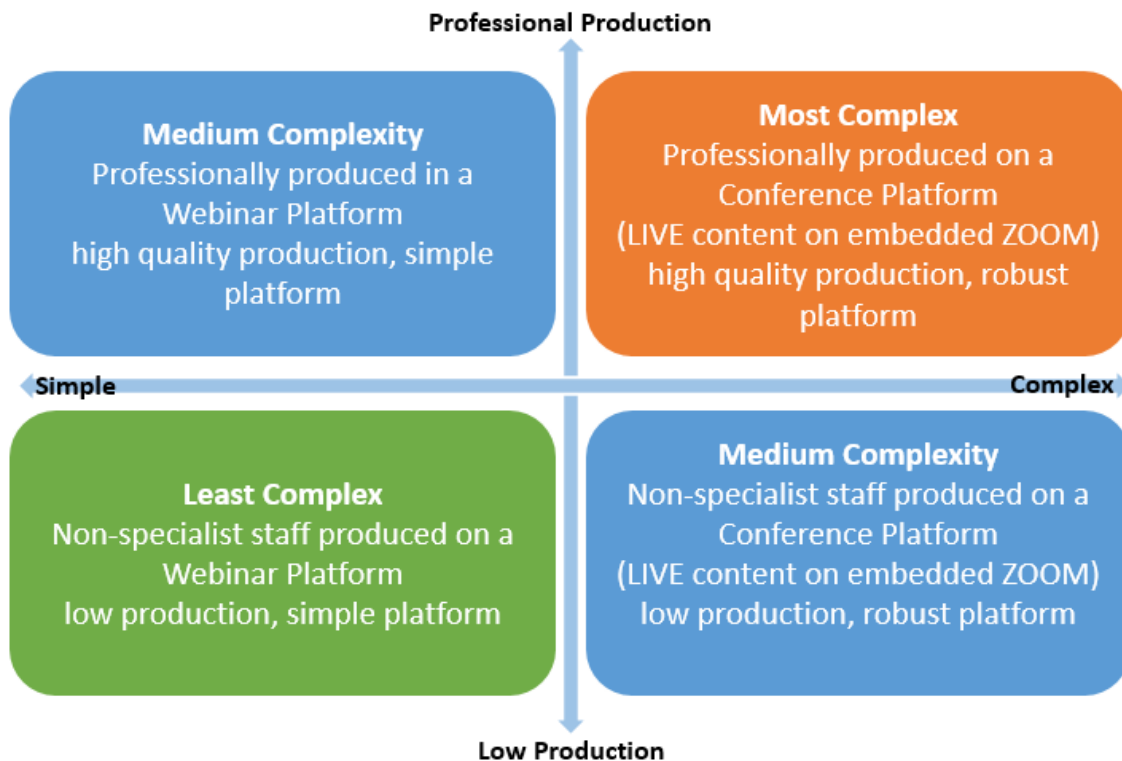 Professional Production
Medium Complexity
Professionally produced in a
Webinar Platform
high quality production, simple
platform
Most Complex
Professionally produced on a
Conference Platform
(LIVE content on embedded ZOOM)
high quality production, robust
platform
Simple
Complex
Least Complex
Non-specialist staff produced on a
Webinar Platform
low production, simple platform
Medium Complexity
Non-specialist staff produced on a
Conference Platform
(LIVE content on embedded ZOOM)
low production, robust platform
Low Production